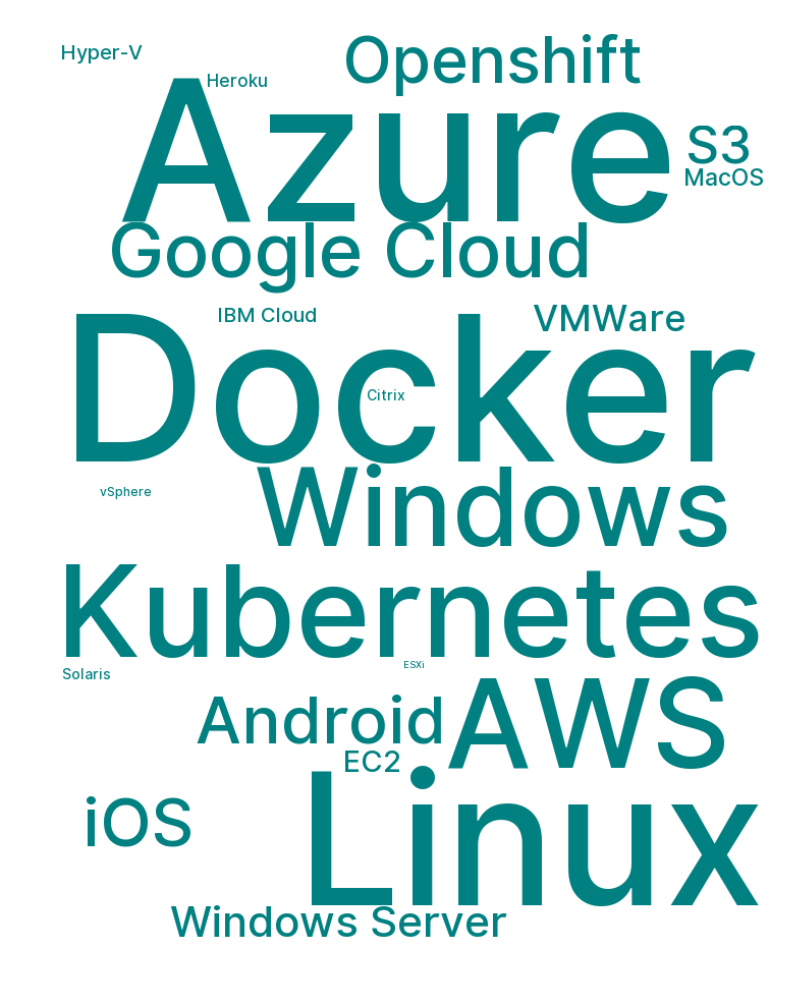 Hyper-V
Openshift
Heroku
Azure
S3
MacOS
Google Cloud
IBM Cloud
VMWare
Docker
Citrix
vSphere
Windows
Kubernetes
ESXi
Solaris
Android
AWS
EC2
Linux
iOS
Windows Server